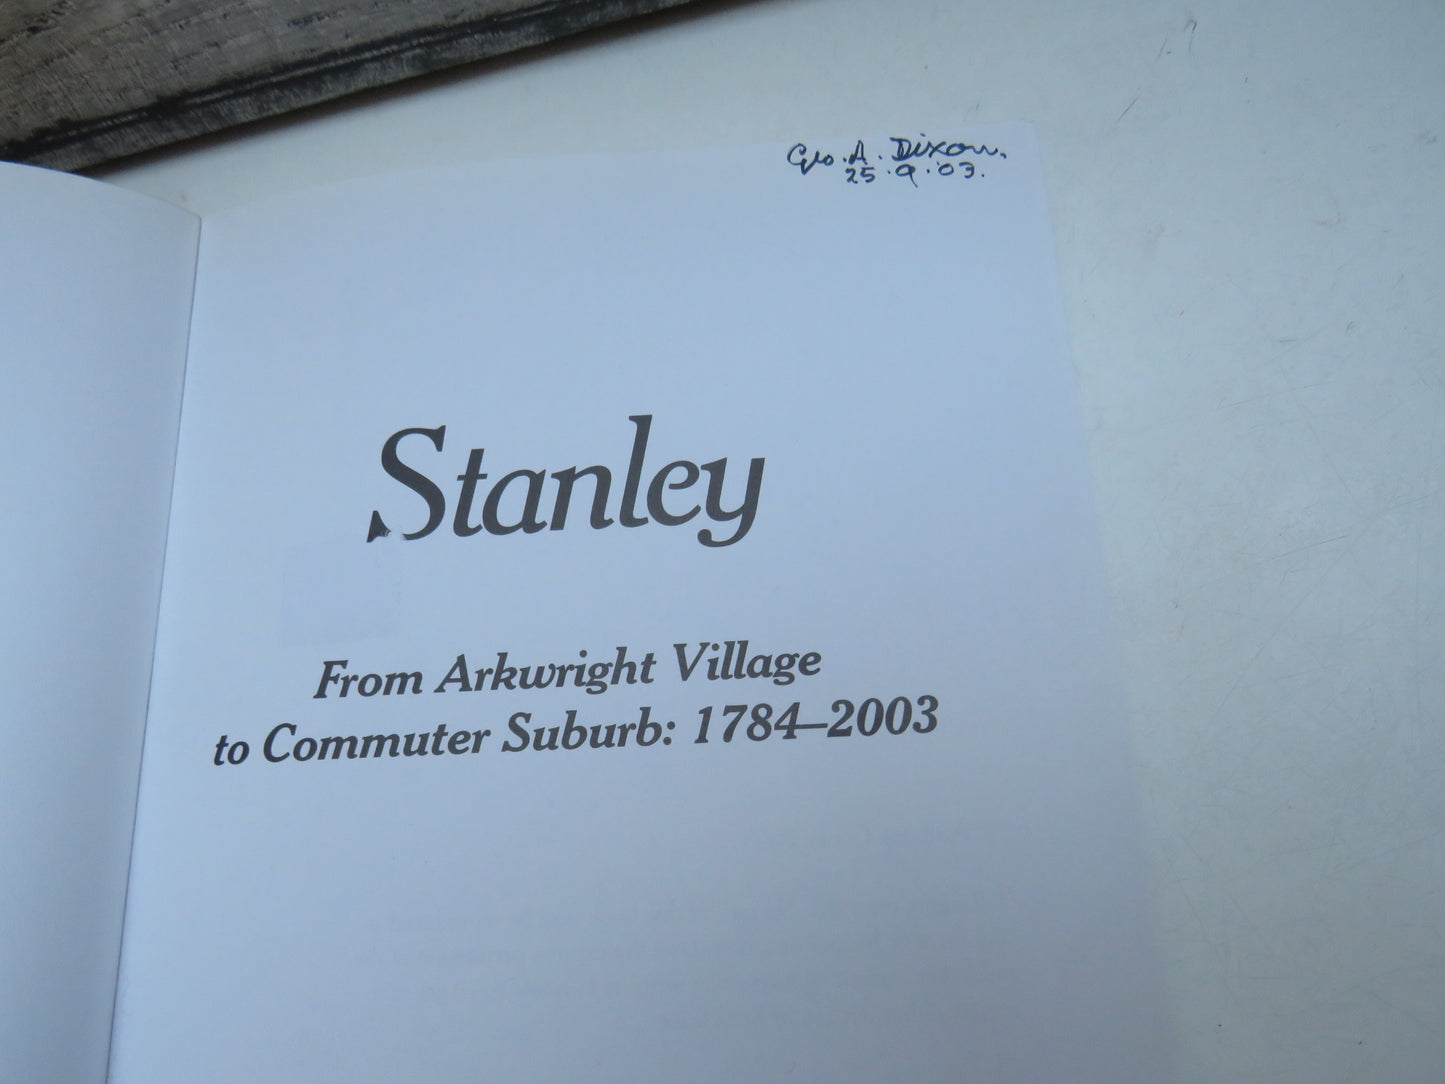 Geo. A. Dixon.
25.9.03.
Stanley
From Arkwright Village
to Commuter Suburb: 1784–2003